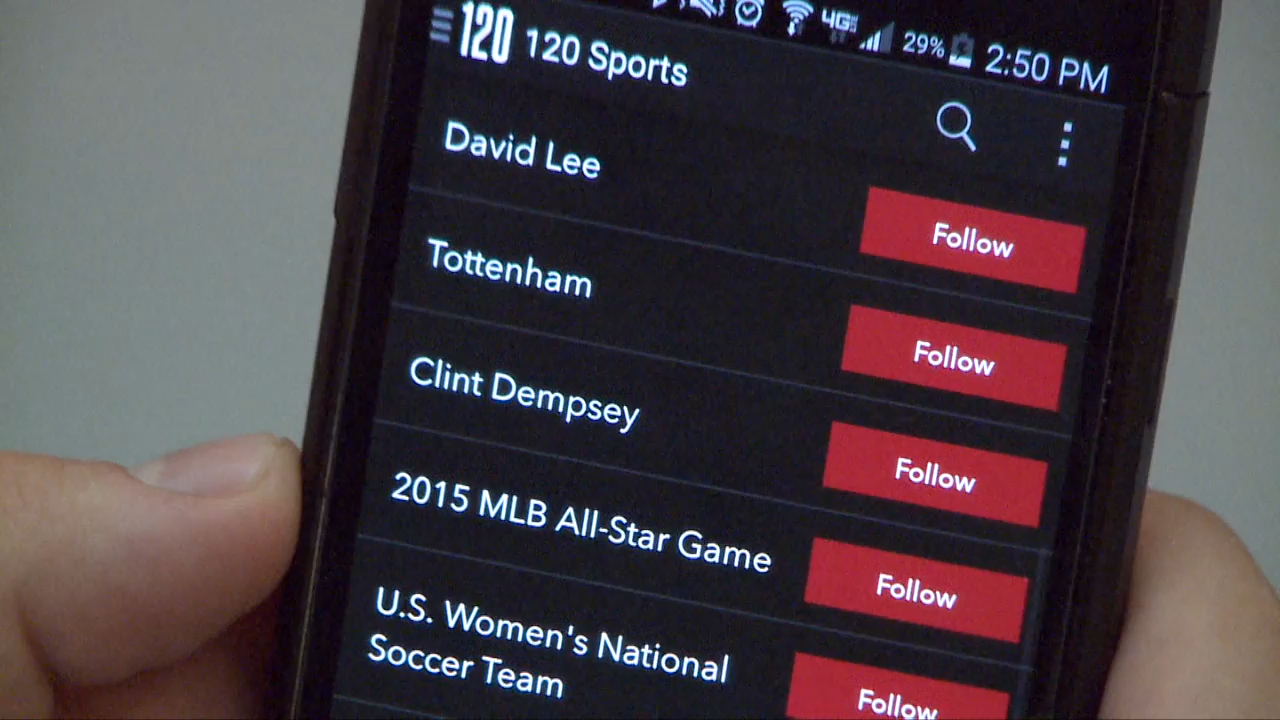 4G 29% 2:50 PM
120 120 Sports
David Lee
Follow
Tottenham
Follow
Clint Dempsey
Follow
2015 MLB All-Star Game
Follow
U.S. Women's National
Soccer Team
Follow